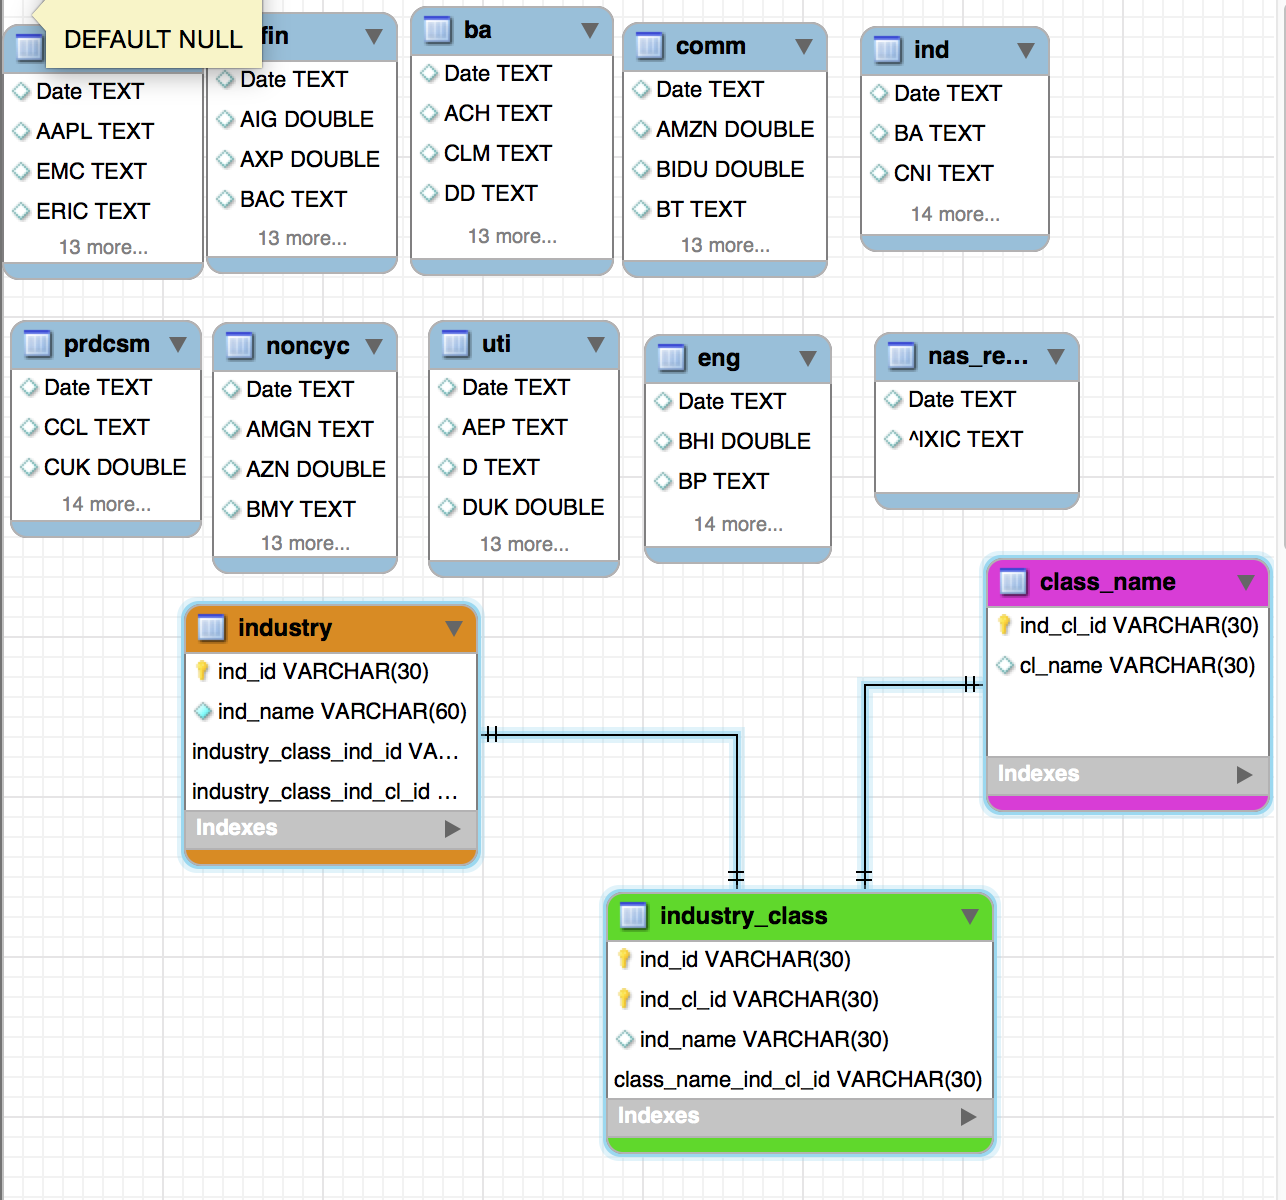 DEFAULT NULL
Date TEXT
AAPL TEXT
EMC TEXT
ERIC TEXT
13 more...
fin
Date TEXT
AIG DOUBLE
AXP DOUBLE
BAC TEXT
13 more...
ba
Date TEXT
ACH TEXT
CLM TEXT
DD TEXT
13 more...
comm
Date TEXT
AMZN DOUBLE
BIDU DOUBLE
BT TEXT
13 more...
ind
Date TEXT
BA TEXT
CNI TEXT
14 more...
prdcsm
Date TEXT
CCL TEXT
CUK DOUBLE
14 more...
noncyc
Date TEXT
AMGN TEXT
AZN DOUBLE
BMY TEXT
13 more...
uti
Date TEXT
AEP TEXT
D TEXT
DUK DOUBLE
13 more...
eng
Date TEXT
BHI DOUBLE
BP TEXT
14 more...
nas_re...
Date TEXT
^IXIC TEXT
industry
ind_id VARCHAR(30)
ind_name VARCHAR(60)
industry_class_ind_id VA...
industry_class_ind_cl_id ...
Indexes
class_name
ind_cl_id VARCHAR(30)
cl_name VARCHAR(30)
Indexes
industry_class
ind_id VARCHAR(30)
ind_cl_id VARCHAR(30)
ind_name VARCHAR(30)
class_name_ind_cl_id VARCHAR(30)
Indexes